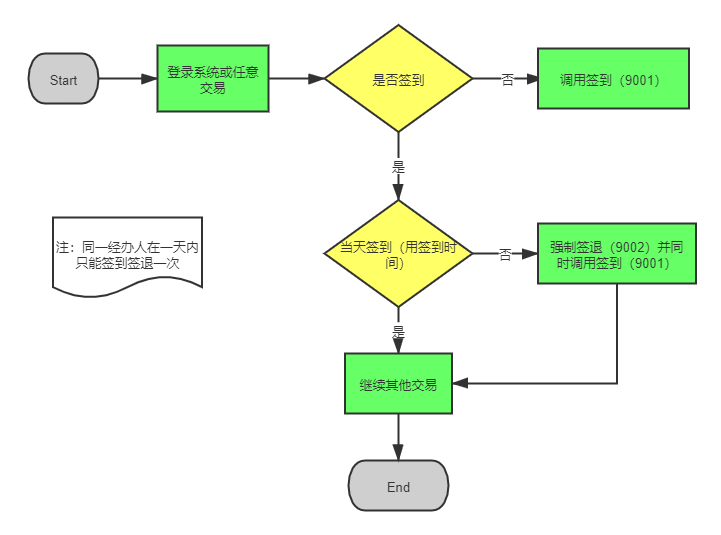 Start
登录系统或任意
交易
是否签到
否
调用签到（9001）
是
注：同一经办人在一天内
只能签到签退一次
当天签到（用签到时
间）
否
强制签退（9002）并同
时调用签到（9001）
是
继续其他交易
End